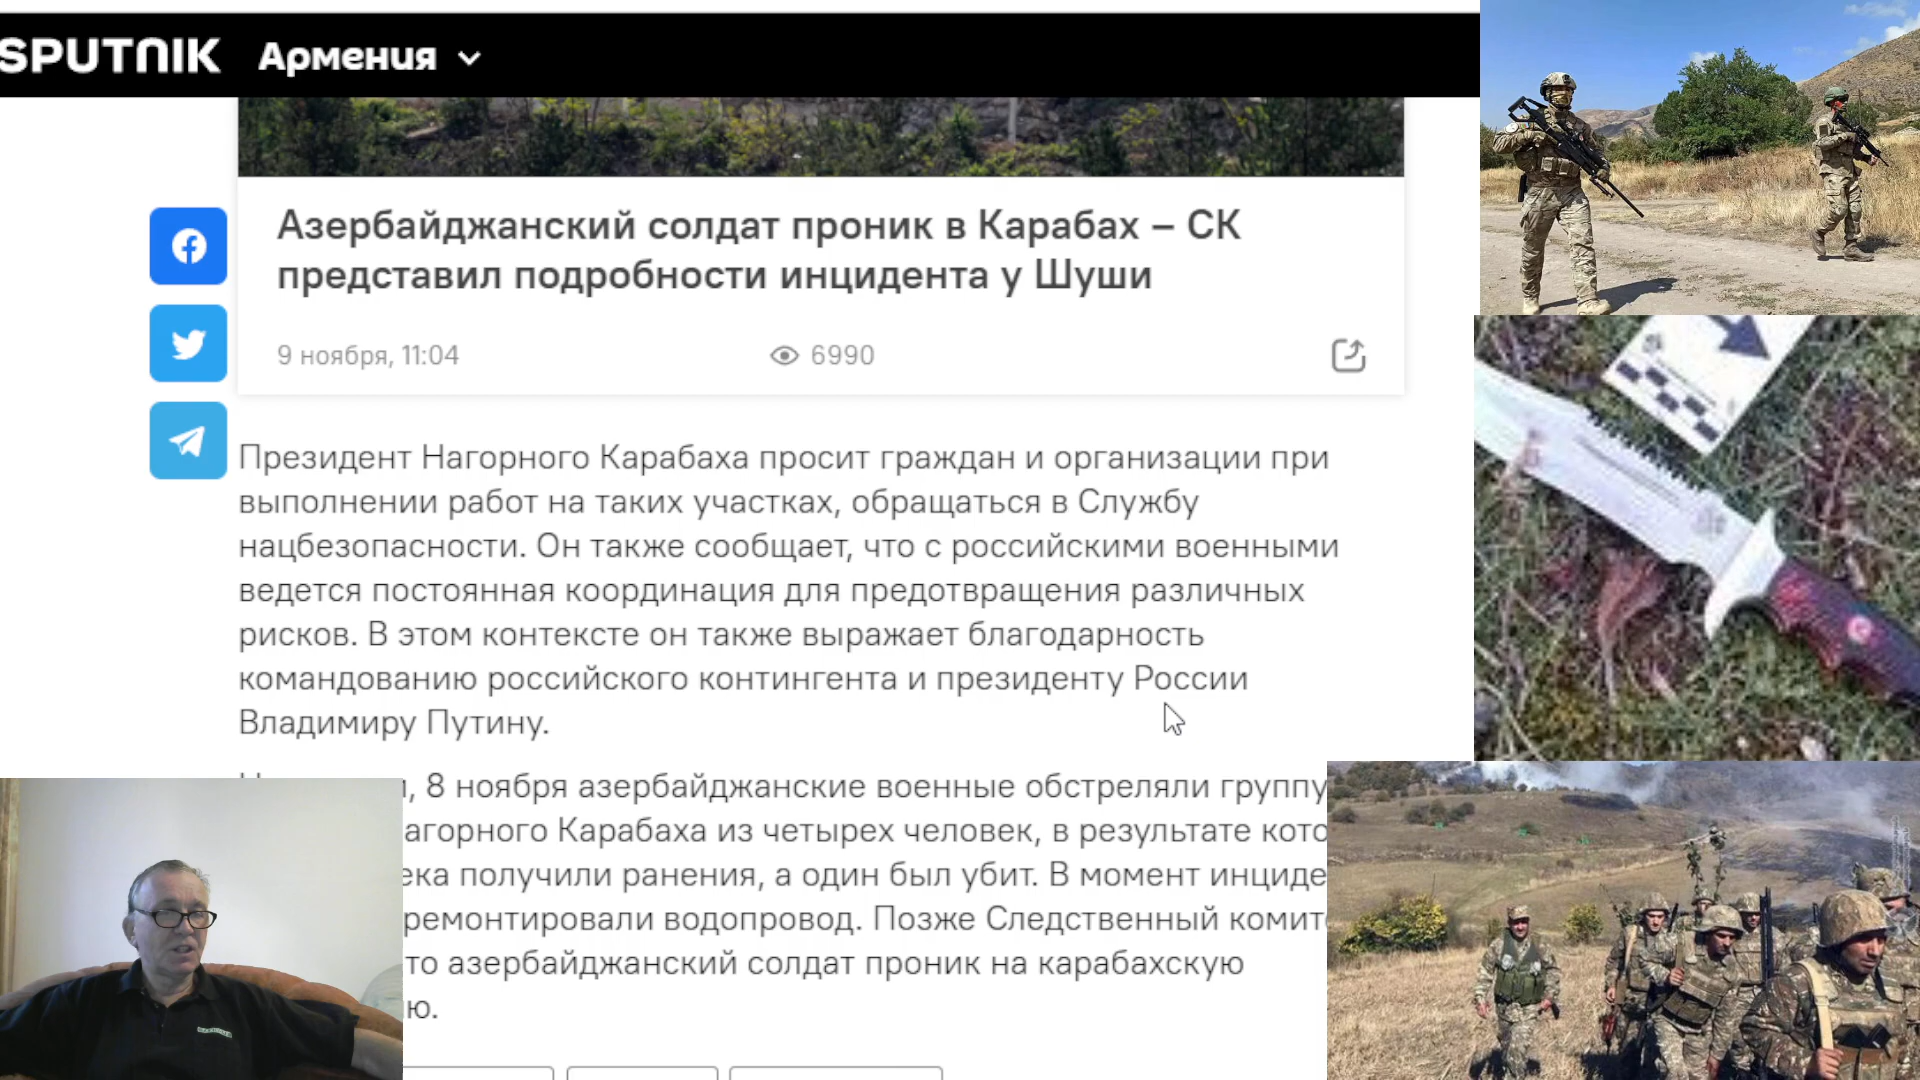 SPUTNIK Армения
Азербайджанский солдат проник в Карабах – СК
представил подробности инцидента у Шуши
9 ноября, 11:04 6990
Президент Нагорного Карабаха просит граждан и организации при
выполнении работ на таких участках, обращаться в Службу
нацбезопасности. Он также сообщает, что с российскими военными
ведется постоянная координация для предотвращения различных
рисков. В этом контексте он также выражает благодарность
командованию российского контингента и президенту России
Владимиру Путину.
, 8 ноября азербайджанские военные обстреляли группу
агорного Карабаха из четырех человек, в результате кото
ека получили ранения, а один был убит. В момент инциде
ремонтировали водопровод. Позже Следственный комит
то азербайджанский солдат проник на карабахскую
ю.